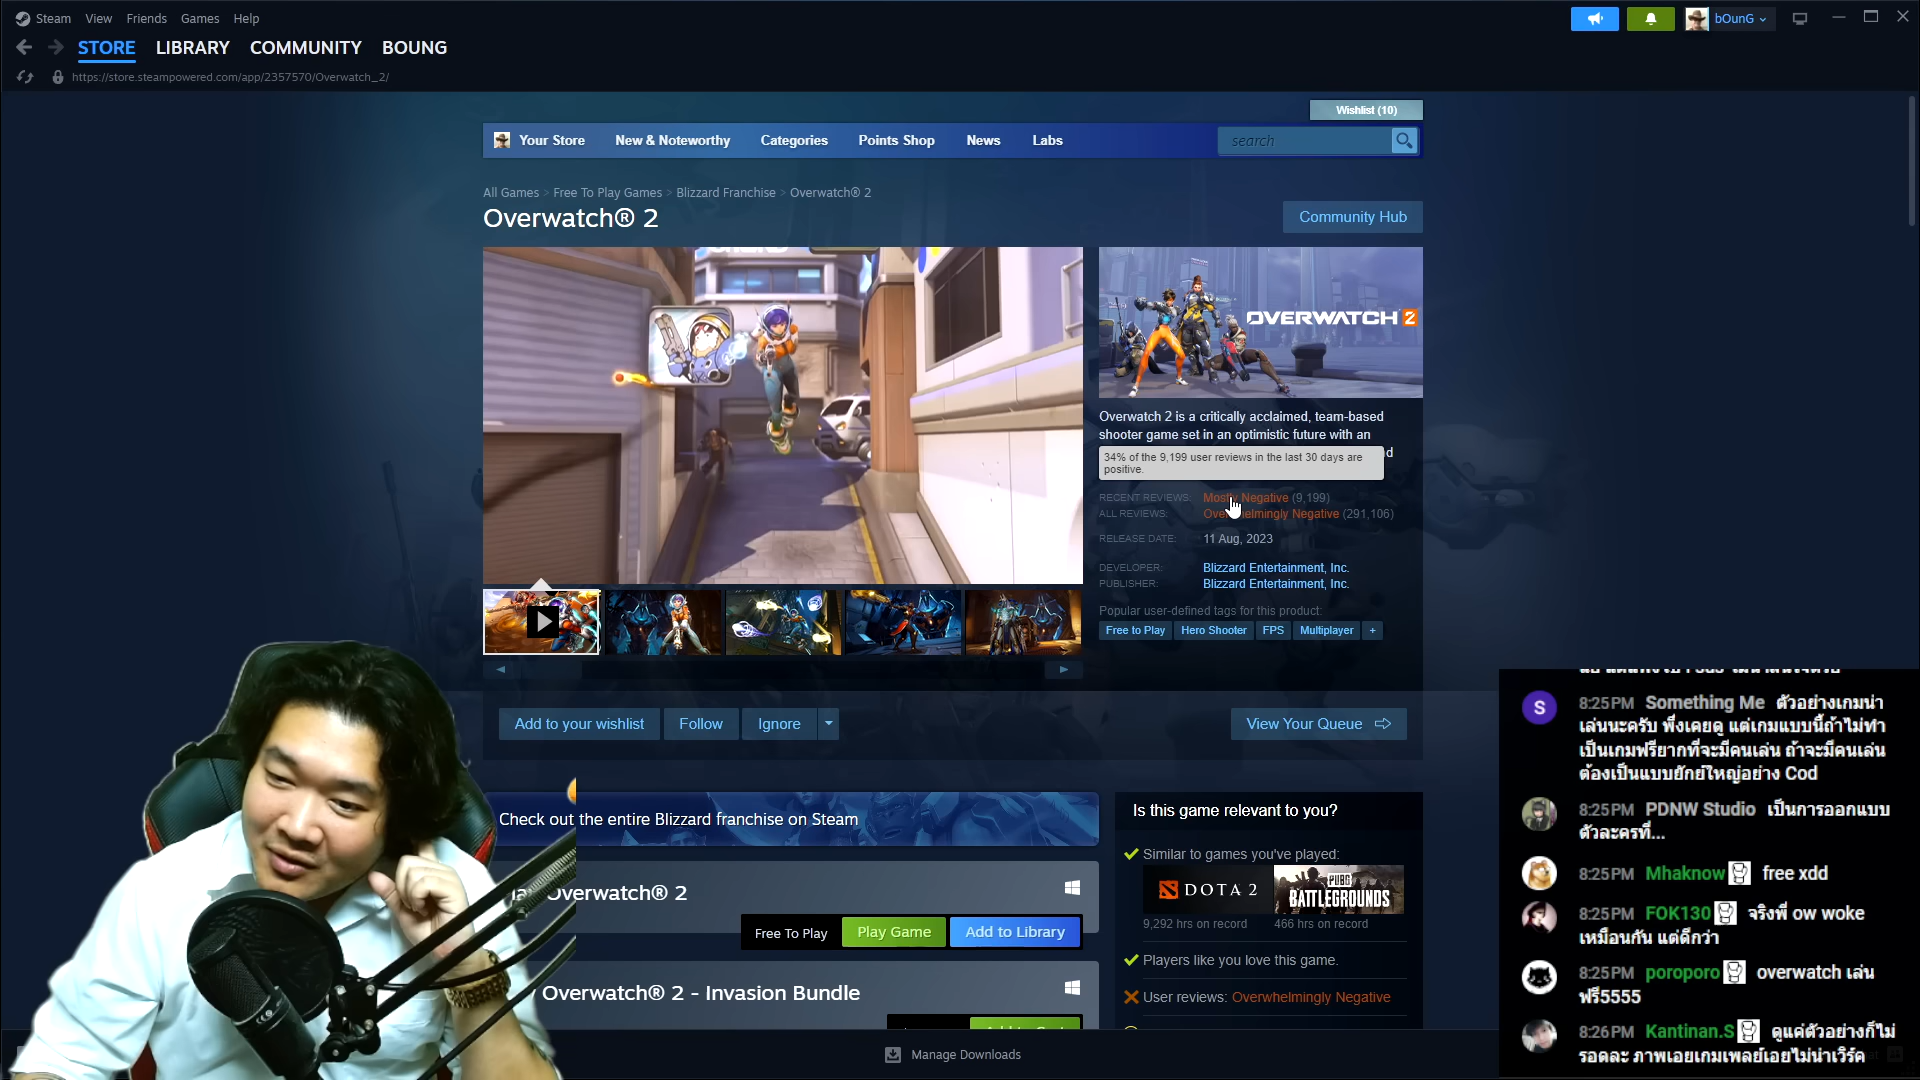 Steam View Friends Games Help
bOunG
STORE LIBRARY COMMUNITY BOUNG
https://store.steampowered.com/app/2357570/Overwatch_2/
Wishlist (10)
Your Store New & Noteworthy Categories Points Shop News Labs
search
All Games > Free To Play Games > Blizzard Franchise > Overwatch® 2
Overwatch® 2
Community Hub
OVERWATCH 2
Overwatch 2 is a critically acclaimed, team-based
shooter game set in an optimistic future with an
34% of the 9,199 user reviews in the last 30 days are
positive.
RECENT REVIEWS: Mostly Negative (9,199)
ALL REVIEWS: Overwhelmingly Negative (291,106)
RELEASE DATE: 11 Aug, 2023
DEVELOPER: Blizzard Entertainment, Inc.
PUBLISHER: Blizzard Entertainment, Inc.
Popular user-defined tags for this product:
Free to Play Hero Shooter FPS Multiplayer +
Add to your wishlist Follow Ignore
View Your Queue
Check out the entire Blizzard franchise on Steam
Overwatch® 2
Free To Play Play Game Add to Library
Overwatch® 2 - Invasion Bundle
Is this game relevant to you?
Similar to games you've played:
DOTA 2
PUBG
BATTLEGROUNDS
9,292 hrs on record 466 hrs on record
Players like you love this game.
User reviews: Overwhelmingly Negative
Manage Downloads
S
8:25PM Something Me ตัวอย่างเกมน่า
เล่นนะครับ พึ่งเคยดู แต่เกมแบบนี้ถ้าไม่ทำ
เป็นเกมฟรียากที่จะมีคนเล่น ถ้าจะมีคนเล่น
ต้องเป็นแบบยักย์ใหญ่อย่าง Cod
8:25PM PDNW Studio เป็นการออกแบบ
ตัวละครที่...
8:25PM Mhaknow free xdd
8:25PM FOK130 จริงพี่ ow woke
เหมือนกัน แต่ดีกว่า
8:25PM poroporo overwatch เล่น
ฟรี5555
8:26PM Kantinan.S ดูแค่ตัวอย่างก็ไม่
รอดละ ภาพเอยเกมเพลย์เอยไม่น่าเวิร์ค